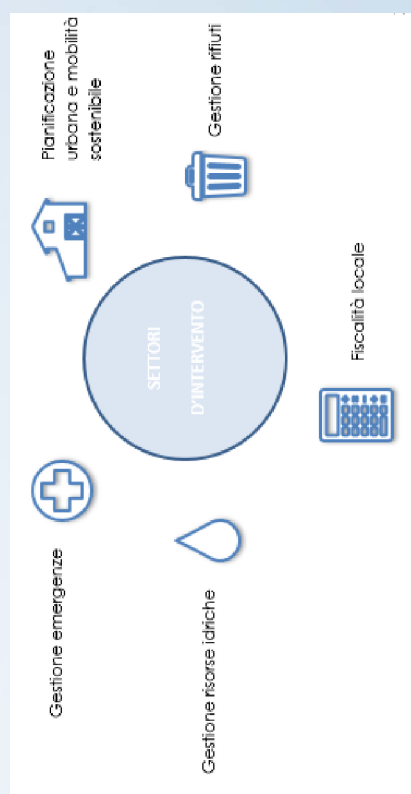 Gestione emergenze
Pianificazione
urbana e mobilità
sostenibile
SETTORI
D'INTERVENTO
Gestione risorse idriche
Gestione rifiuti
Fiscalità locale